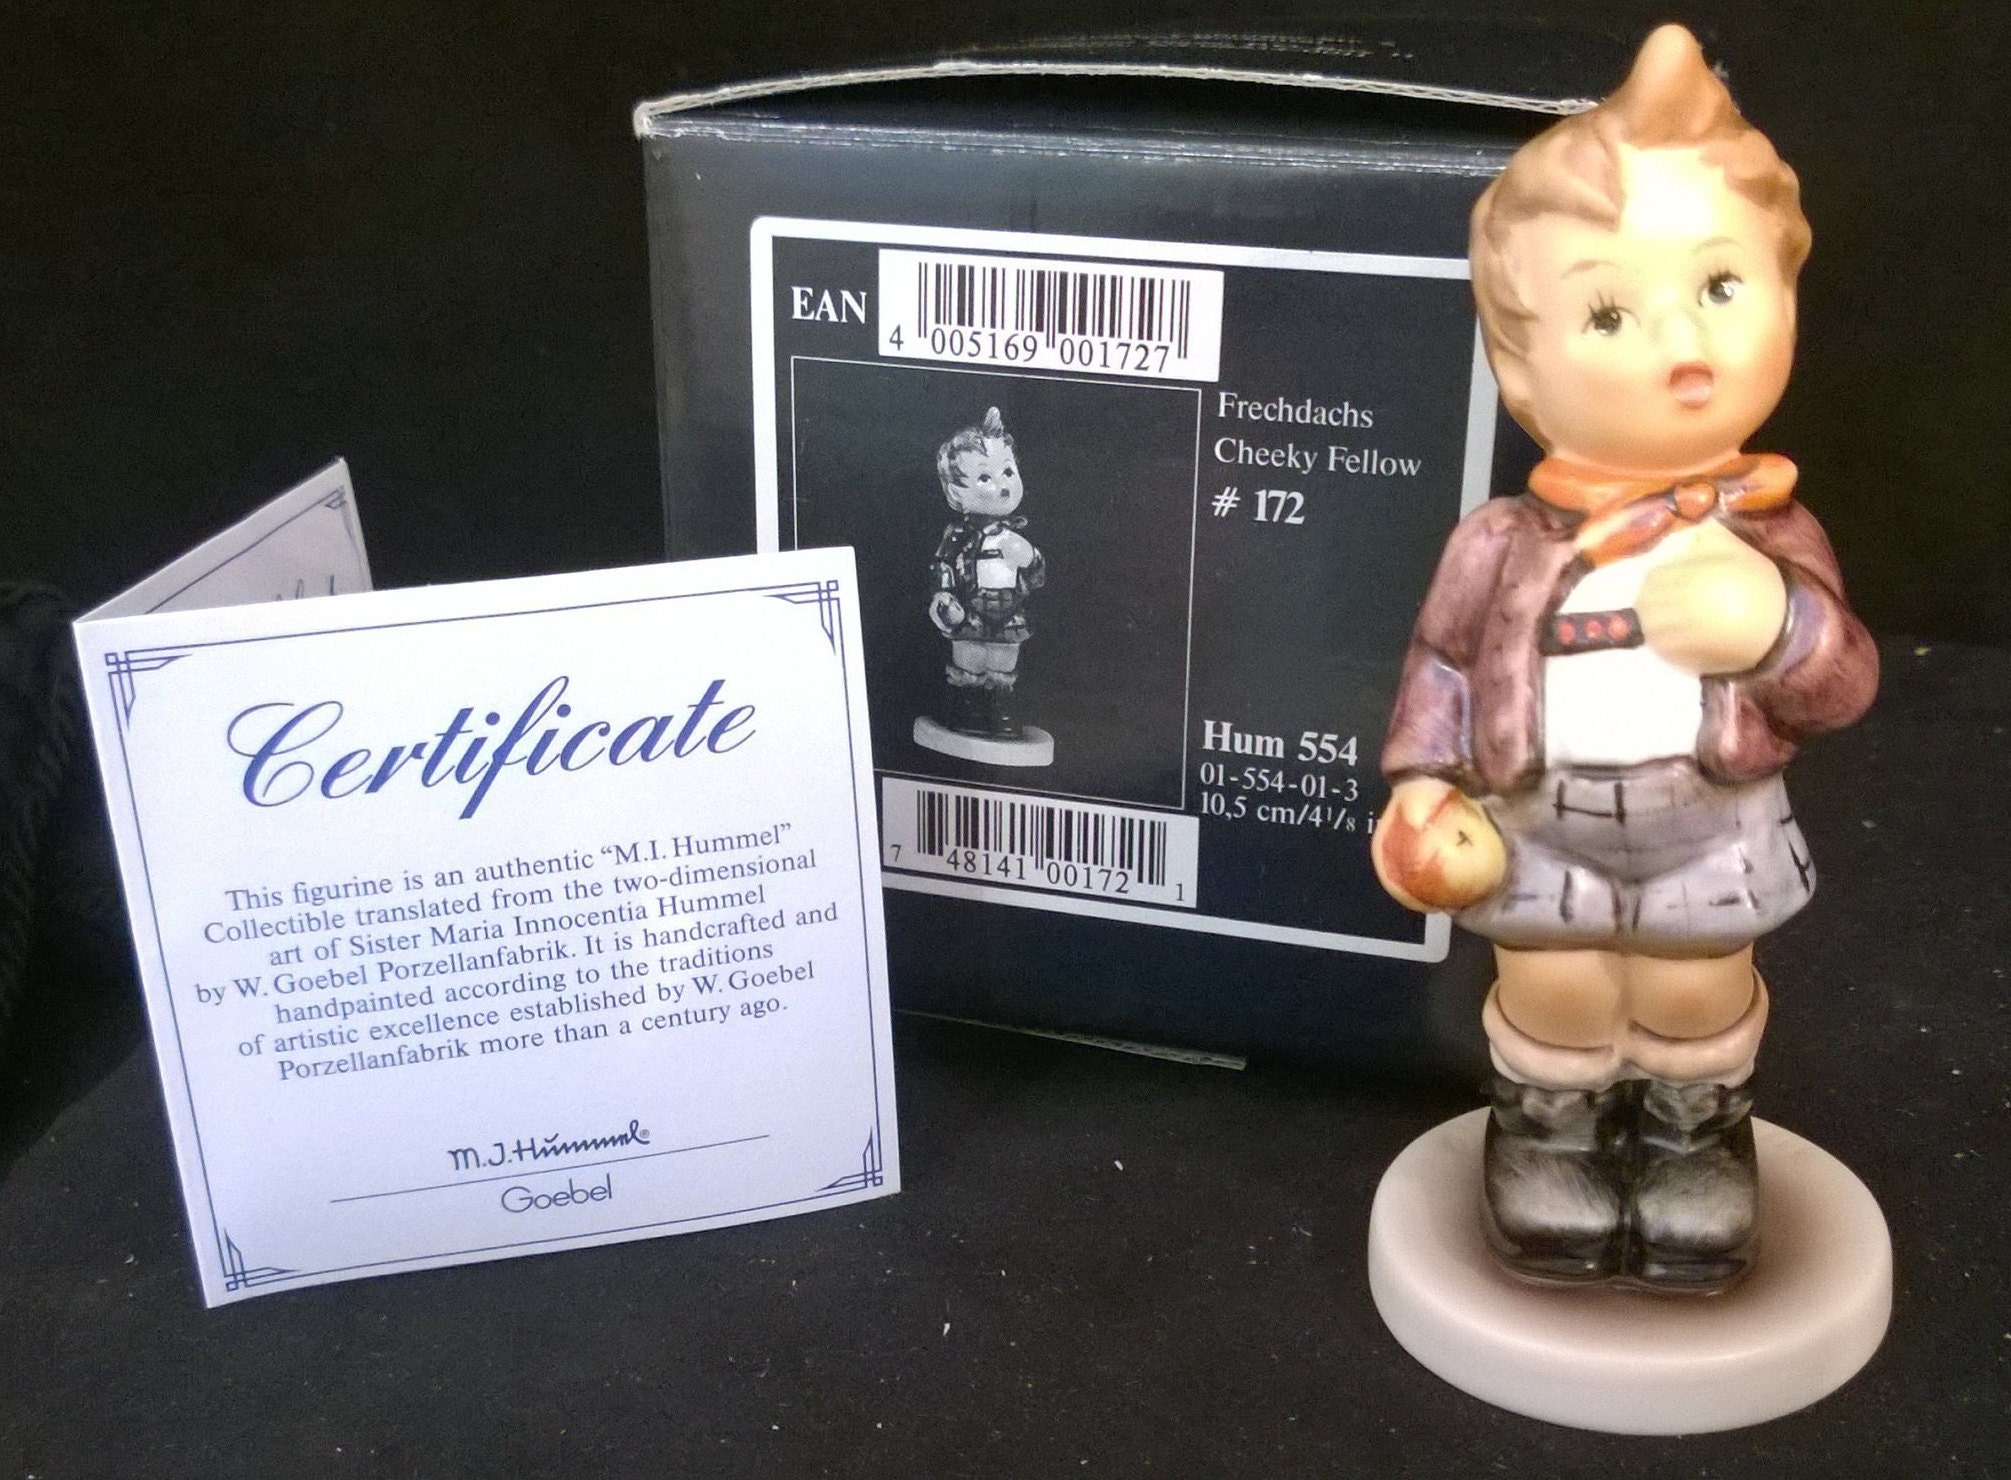 EAN
4 005169 001727
Frechdachs
Cheeky Fellow
# 172
Hum 554
01-554-01-3
10,5 cm/4 1/8
7 48141 00172 1
Certificate
This figurine is an authentic “M.I. Hummel”
Collectible translated from the two-dimensional
art of Sister Maria Innocentia Hummel
by W. Goebel Porzellanfabrik. It is handcrafted and
handpainted according to the traditions
of artistic excellence established by W. Goebel
Porzellanfabrik more than a century ago.
M.J.Hummel®
Goebel